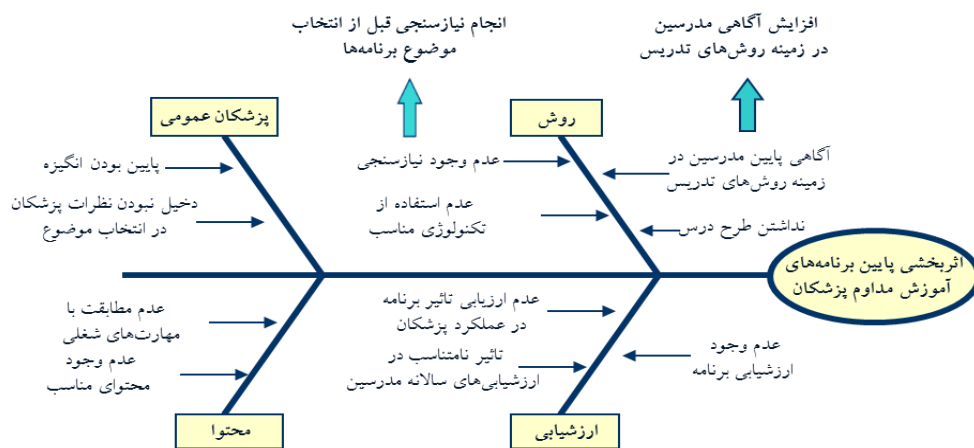 افزایش آگاهی مدرسین
در زمینه روش‌های تدریس
انجام نیازسنجی قبل از انتخاب
موضوع برنامه‌ها
روش
پزشکان عمومی
آگاهی پایین مدرسین در
زمینه روش‌های تدریس
نداشتن طرح درس
عدم وجود نیازسنجی
عدم استفاده از
تکنولوژی مناسب
پایین بودن انگیزه
دخیل نبودن نظرات پزشکان
در انتخاب موضوع
اثربخشی پایین برنامه‌های
آموزش مداوم پزشکان
عدم وجود
ارزشیابی برنامه
عدم ارزیابی تاثیر برنامه
در عملکرد پزشکان
تاثیر نامتناسب در
ارزشیابی‌های سالانه مدرسین
عدم مطابقت با
مهارت‌های شغلی
عدم وجود
محتوای مناسب
ارزشیابی
محتوا